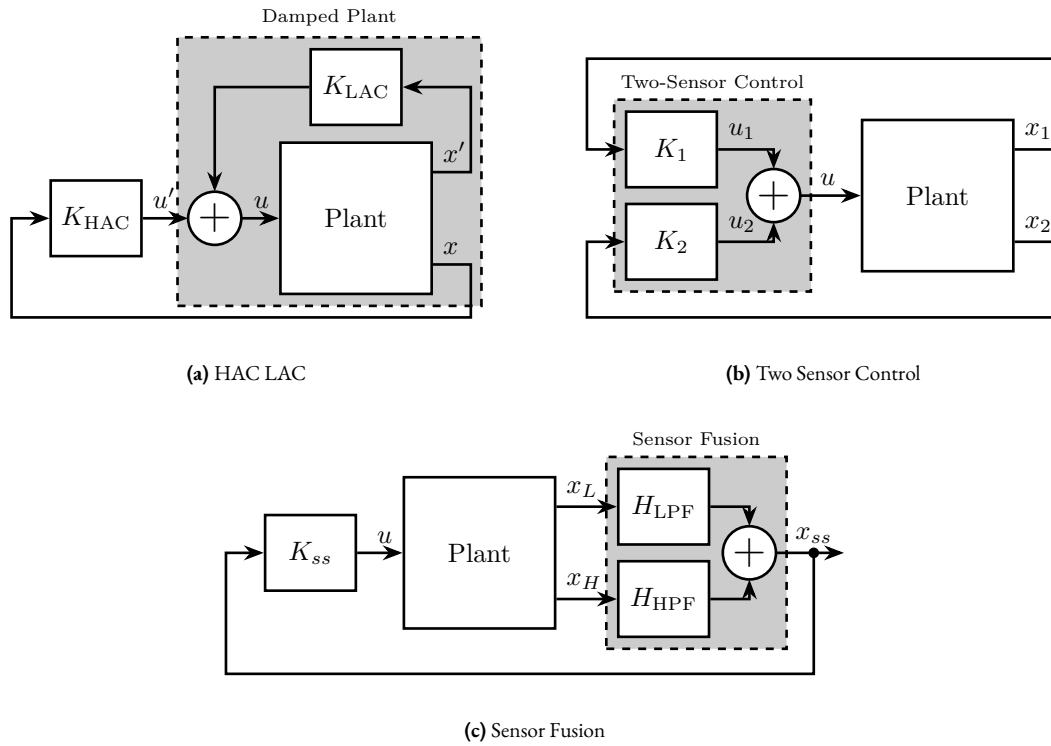 Damped Plant
K_LAC
x′
K_HAC
u′
+
u
Plant
x
(a) HAC LAC
Two-Sensor Control
K_1
u_1
x_1
+
u
Plant
K_2
u_2
x_2
(b) Two Sensor Control
Sensor Fusion
x_L
H_LPF
K_ss
u
Plant
+
x_ss
x_H
H_HPF
(c) Sensor Fusion